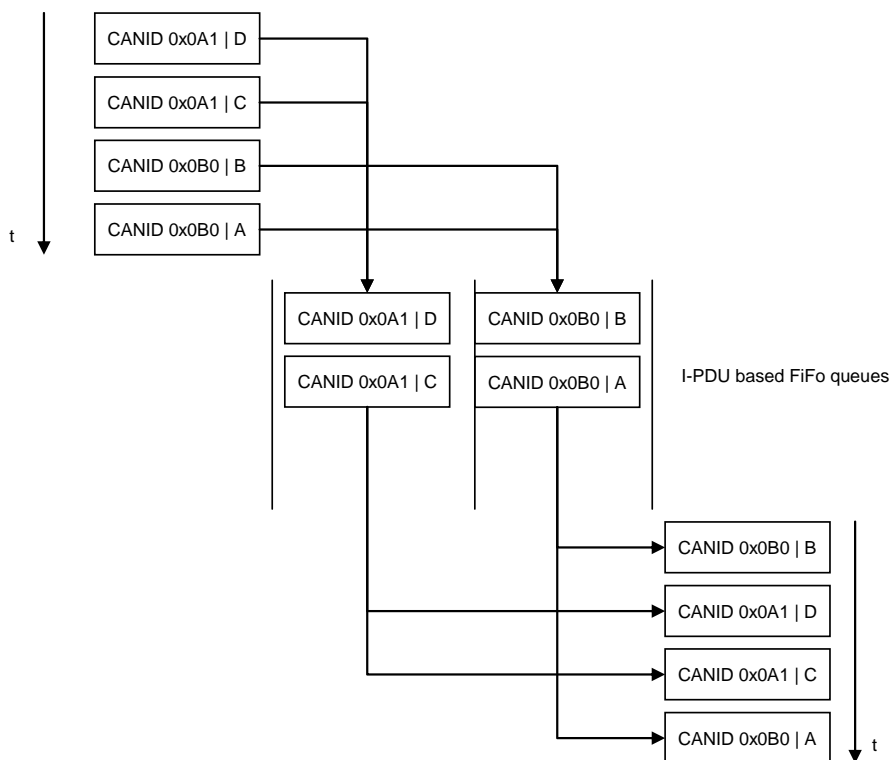 CANID 0x0A1 | D
CANID 0x0A1 | C
CANID 0x0B0 | B
CANID 0x0B0 | A
t
CANID 0x0A1 | D
CANID 0x0B0 | B
CANID 0x0A1 | C
CANID 0x0B0 | A
I-PDU based FiFo queues
CANID 0x0B0 | B
CANID 0x0A1 | D
CANID 0x0A1 | C
CANID 0x0B0 | A
t